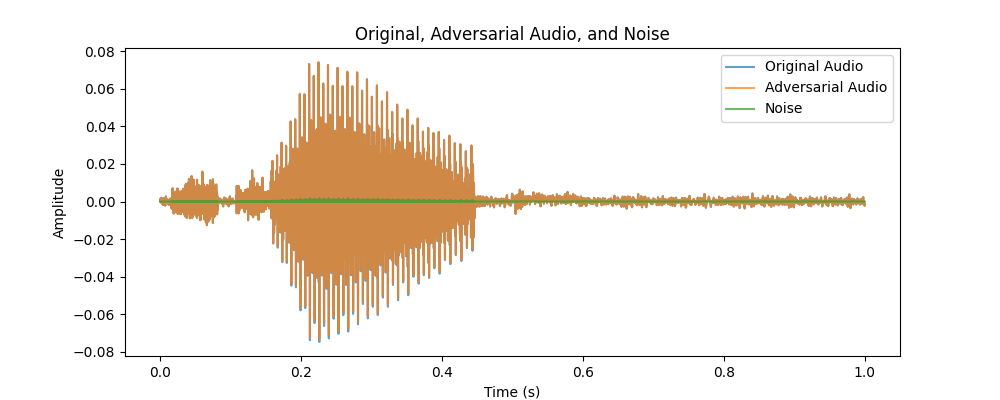 Original, Adversarial Audio, and Noise
Original Audio
Adversarial Audio
Noise
Amplitude
0.08
0.06
0.04
0.02
0.00
−0.02
−0.04
−0.06
−0.08
0.0 0.2 0.4 0.6 0.8 1.0
Time (s)